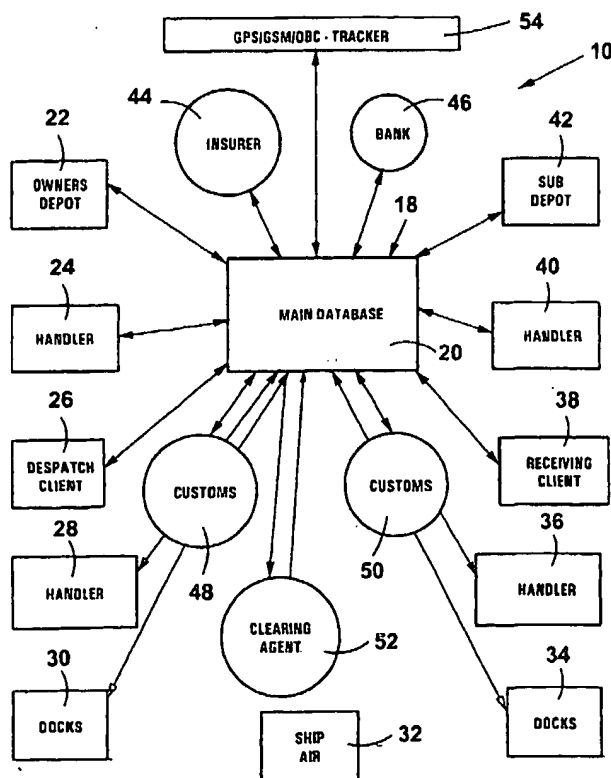 GPS/GSM/OBC - TRACKER
54
10
44
46
INSURER
BANK
22
42
OWNERS
DEPOT
SUB
DEPOT
18
24
40
HANDLER
MAIN DATABASE
HANDLER
20
26
38
DESPATCH
CLIENT
RECEIVING
CLIENT
CUSTOMS
CUSTOMS
28
36
48
50
HANDLER
HANDLER
CLEARING
AGENT
52
30
34
DOCKS
DOCKS
32
SHIP
AIR